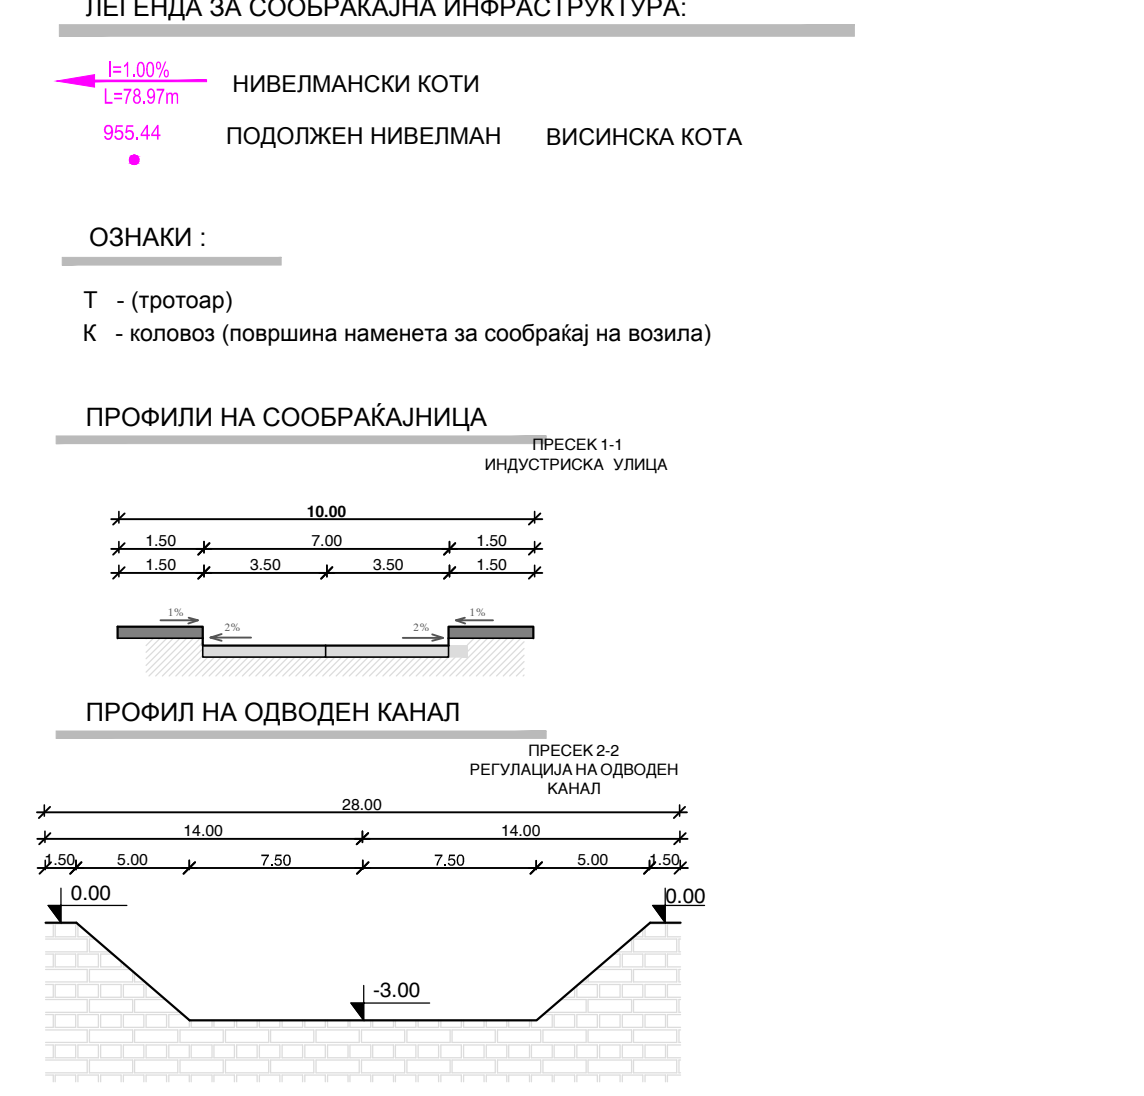 ЛЕГЕНДА ЗА СООБРАЌАЈНА ИНФРАСТРУКТУРА:
I=1.00%
L=78.97m
НИВЕЛМАНСКИ КОТИ
955.44
ПОДОЛЖЕН НИВЕЛМАН ВИСИНСКА КОТА
ОЗНАКИ :
Т - (тротоар)
К - коловоз (површина наменета за сообраќај на возила)
ПРОФИЛИ НА СООБРАЌАЈНИЦА
ПРЕСЕК 1-1
ИНДУСТРИСКА УЛИЦА
10.00
1.50 7.00 1.50
1.50 3.50 3.50 1.50
1% 1%
2% 2%
ПРОФИЛ НА ОДВОДЕН КАНАЛ
ПРЕСЕК 2-2
РЕГУЛАЦИЈА НА ОДВОДЕН
КАНАЛ
28.00
14.00 14.00
1.50 5.00 7.50 7.50 5.00 1.50
0.00 0.00
-3.00